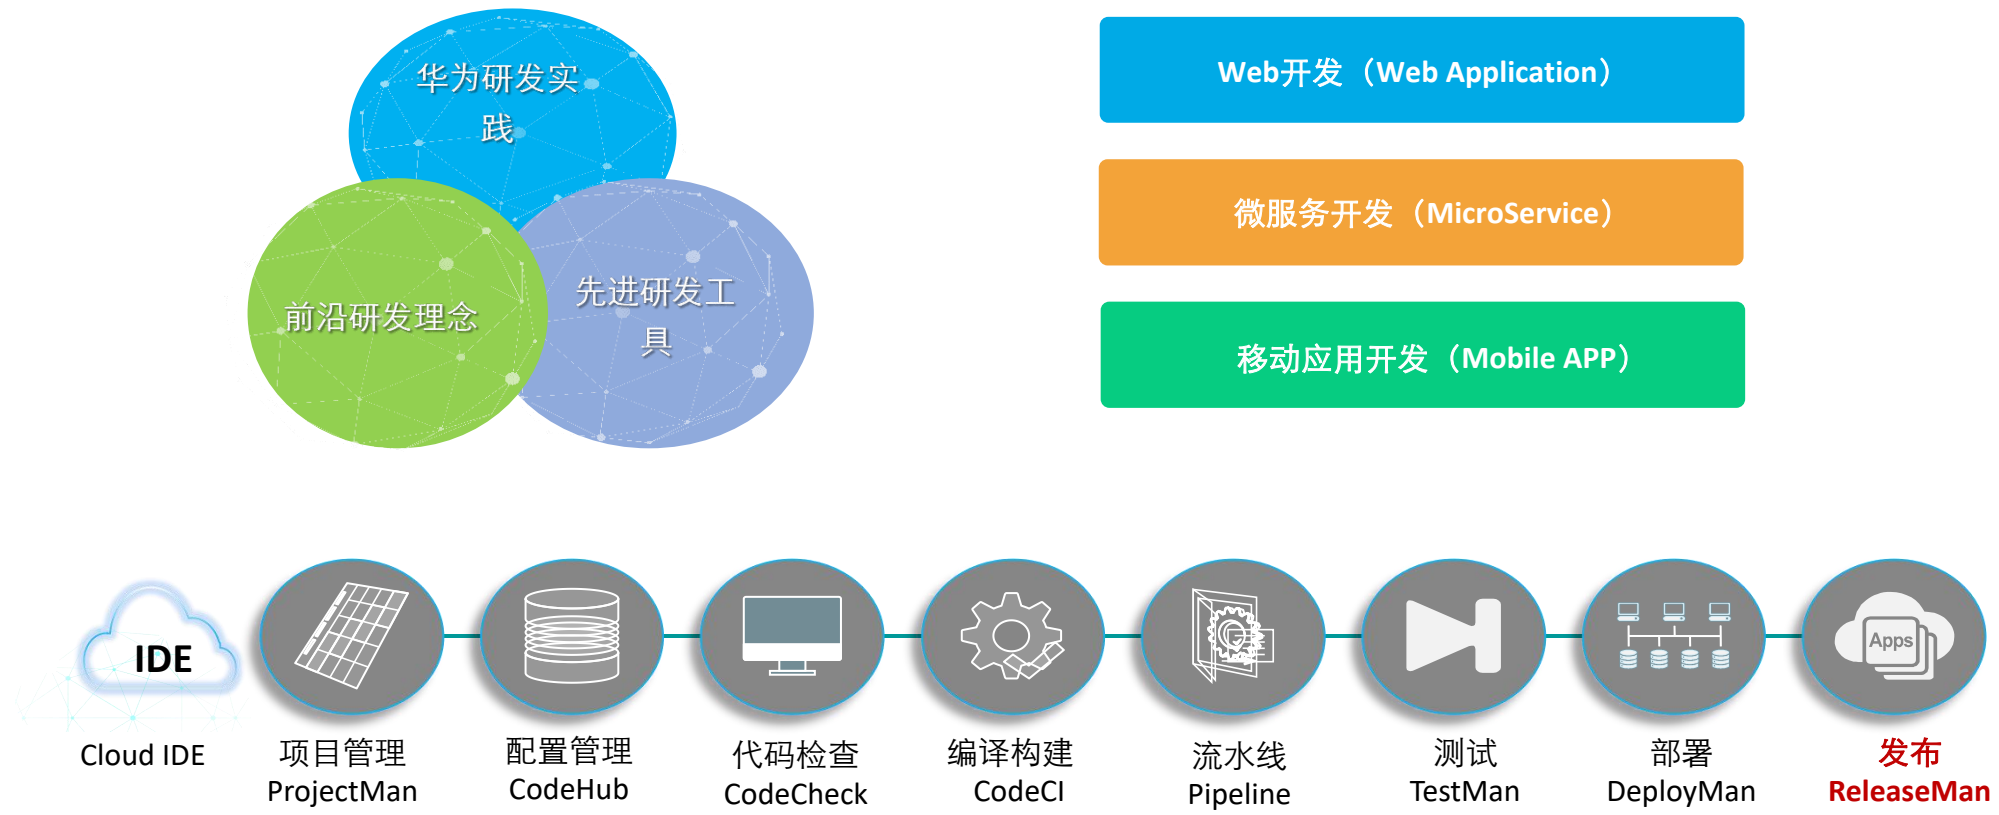 华为研发实
践
前沿研发理念
先进研发工
具
Web开发（Web Application）
微服务开发（MicroService）
移动应用开发（Mobile APP）
IDE
Apps
Cloud IDE
项目管理
ProjectMan
配置管理
CodeHub
代码检查
CodeCheck
编译构建
CodeCI
流水线
Pipeline
测试
TestMan
部署
DeployMan
发布
ReleaseMan